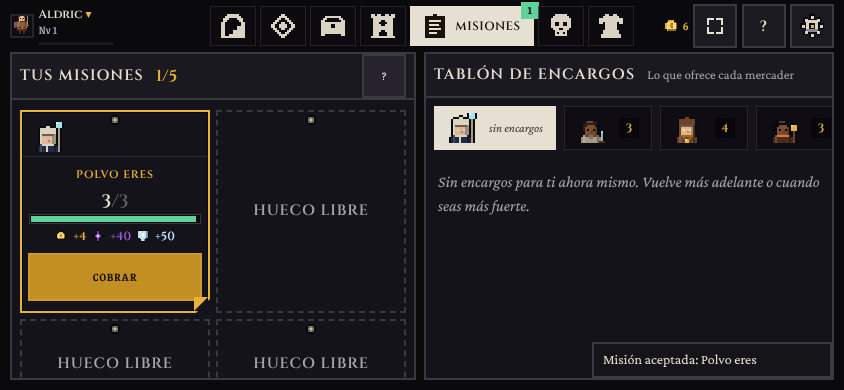 ALDRIC ▼
Nv 1
MISIONES
1
6
?
TUS MISIONES 1/5
?
POLVO ERES
3/3
+4 +40 +50
COBRAR
HUECO LIBRE
HUECO LIBRE
HUECO LIBRE
TABLÓN DE ENCARGOS Lo que ofrece cada mercader
sin encargos
3
4
3
Sin encargos para ti ahora mismo. Vuelve más adelante o cuando
seas más fuerte.
Misión aceptada: Polvo eres